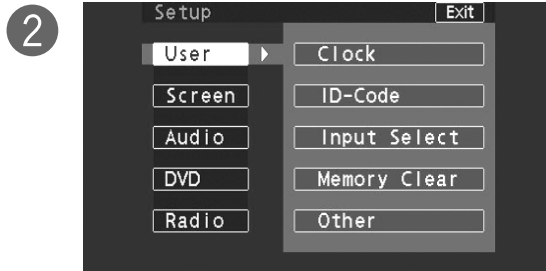 2
Setup Exit
User Clock
Screen ID-Code
Audio Input Select
DVD Memory Clear
Radio Other